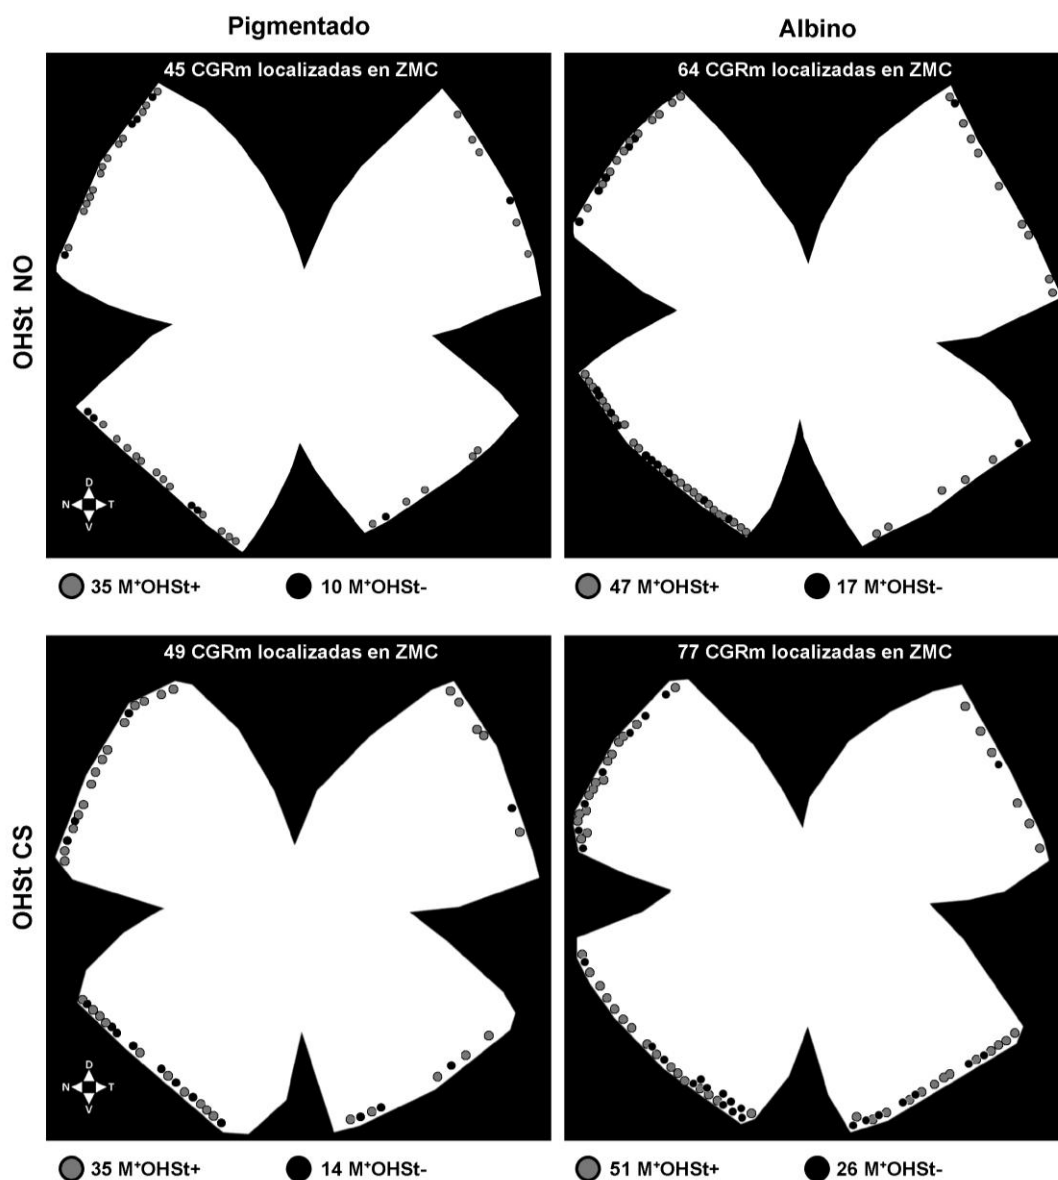 Pigmentado
Albino
45 CGRm localizadas en ZMC
64 CGRm localizadas en ZMC
OHSt NO
D
N T
V
35 M⁺OHSt+
10 M⁺OHSt-
47 M⁺OHSt+
17 M⁺OHSt-
49 CGRm localizadas en ZMC
77 CGRm localizadas en ZMC
OHSt CS
D
N T
V
35 M⁺OHSt+
14 M⁺OHSt-
51 M⁺OHSt+
26 M⁺OHSt-